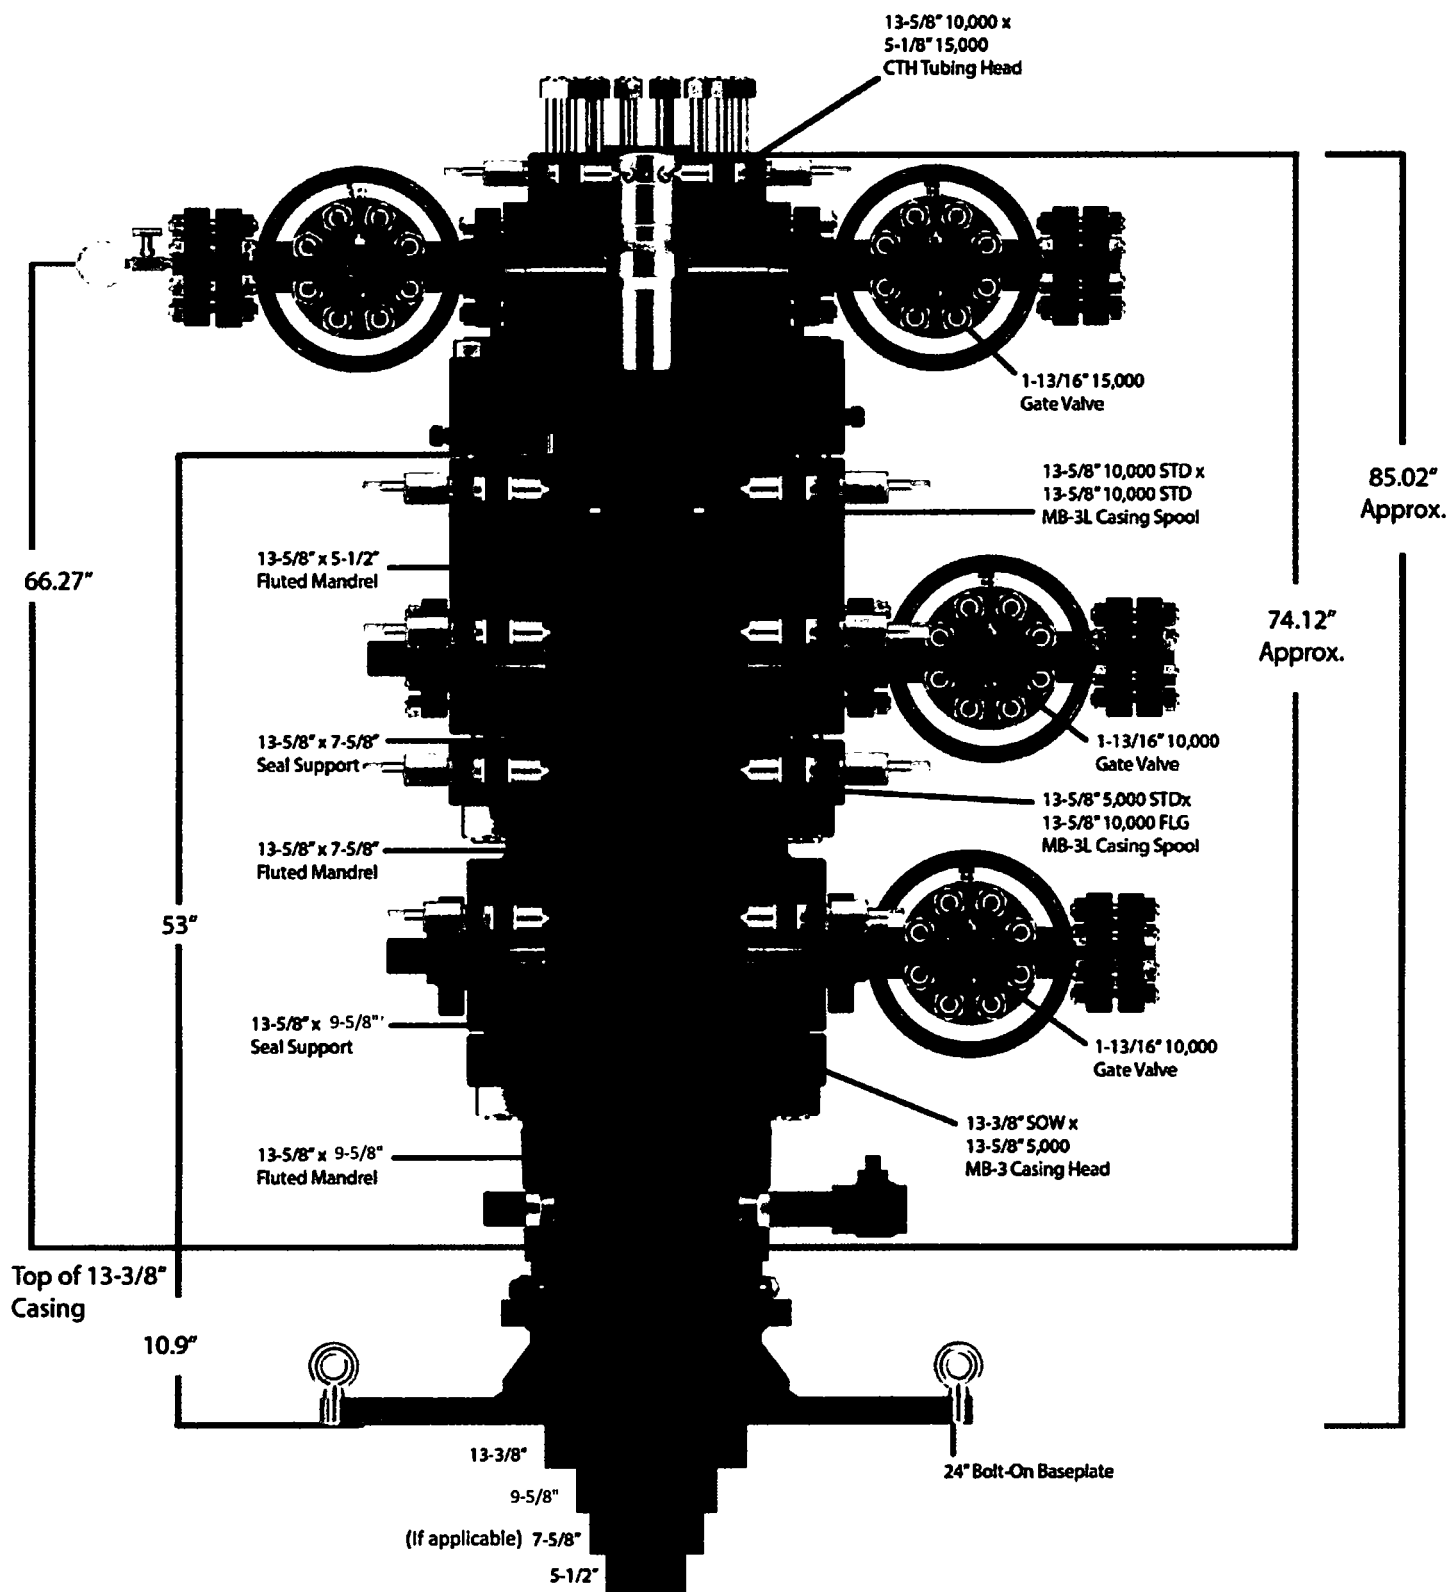 13-5/8" 10,000 x
5-1/8" 15,000
CTH Tubing Head
1-13/16" 15,000
Gate Valve
13-5/8" 10,000 STD x
13-5/8" 10,000 STD
MB-3L Casing Spool
85.02"
Approx.
13-5/8" x 5-1/2"
Fluted Mandrel
66.27"
74.12"
Approx.
13-5/8" x 7-5/8"
Seal Support
1-13/16" 10,000
Gate Valve
13-5/8" 5,000 STDx
13-5/8" 10,000 FLG
MB-3L Casing Spool
13-5/8" x 7-5/8"
Fluted Mandrel
53"
13-5/8" x 9-5/8"
Seal Support
1-13/16" 10,000
Gate Valve
13-3/8" SOW x
13-5/8" 5,000
MB-3 Casing Head
13-5/8" x 9-5/8"
Fluted Mandrel
Top of 13-3/8"
Casing
10.9"
13-3/8"
24" Bolt-On Baseplate
9-5/8"
(If applicable) 7-5/8"
5-1/2"